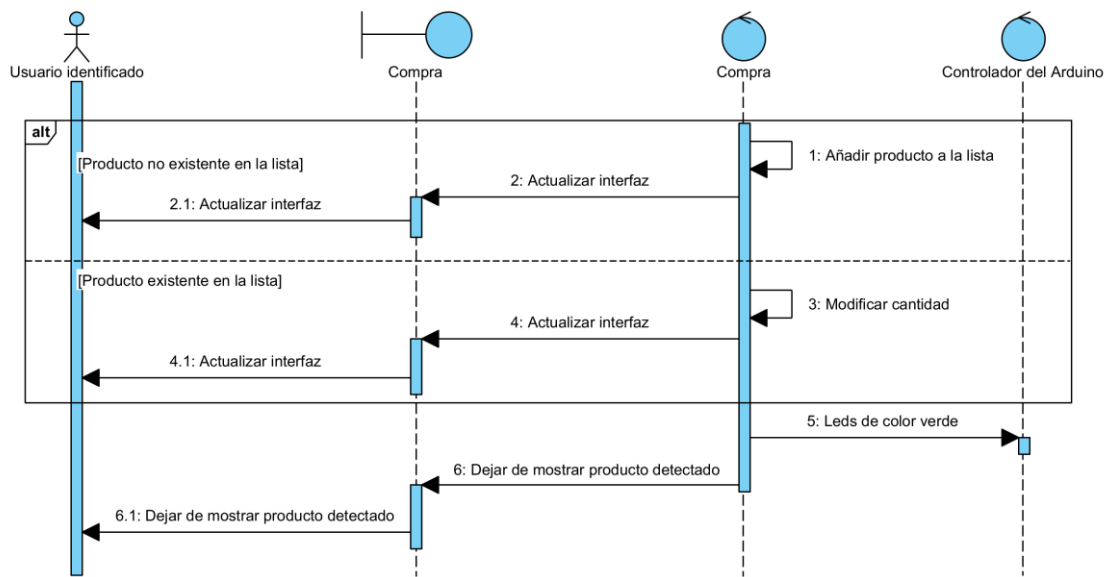 Usuario identificado
Compra
Compra
Controlador del Arduino
alt
[Producto no existente en la lista]
1: Añadir producto a la lista
2: Actualizar interfaz
2.1: Actualizar interfaz
[Producto existente en la lista]
3: Modificar cantidad
4: Actualizar interfaz
4.1: Actualizar interfaz
5: Leds de color verde
6: Dejar de mostrar producto detectado
6.1: Dejar de mostrar producto detectado